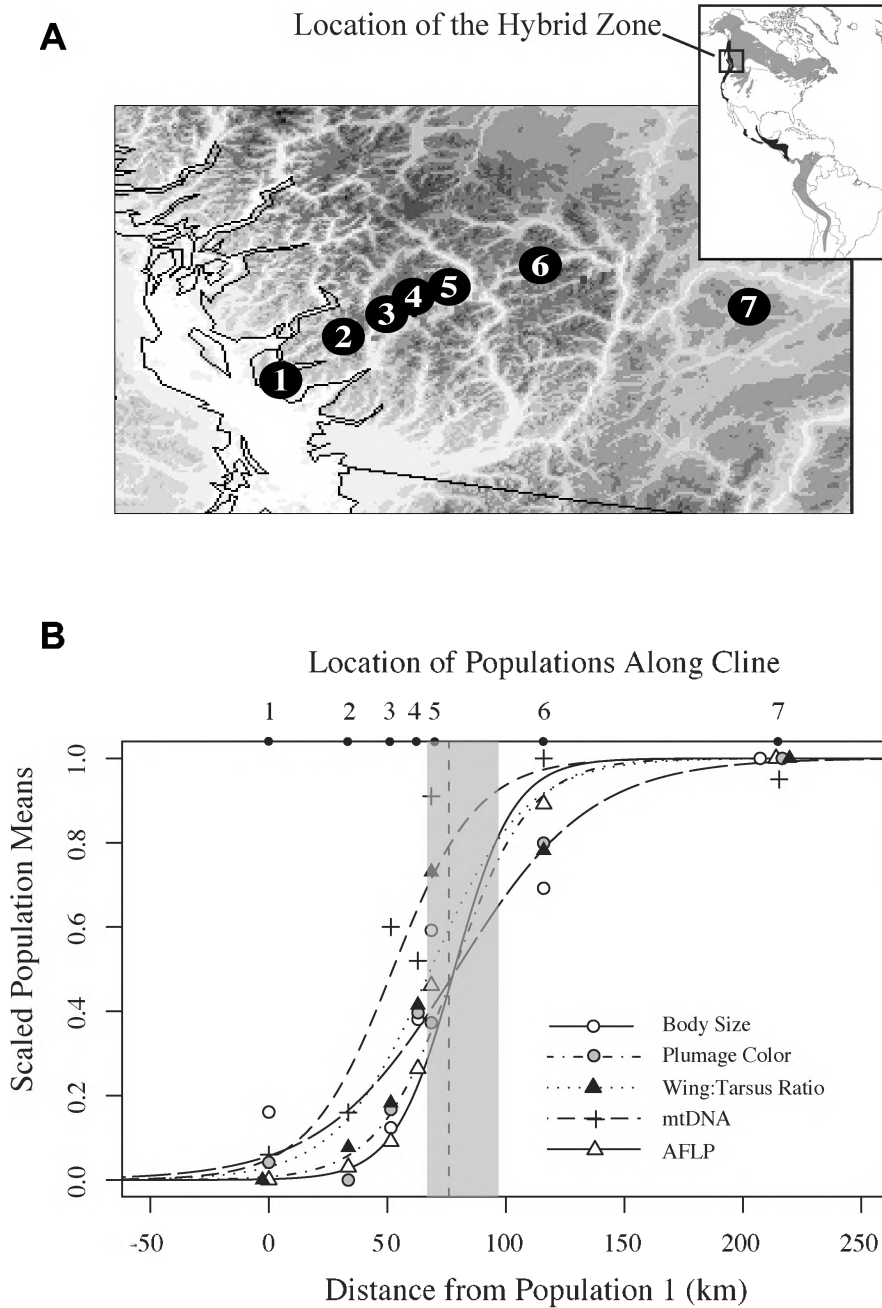 A
Location of the Hybrid Zone
1
2
3
4
5
6
7
B
Location of Populations Along Cline
1 2 3 4 5 6 7
Scaled Population Means
1.0
0.8
0.6
0.4
0.2
0.0
Body Size
Plumage Color
Wing:Tarsus Ratio
mtDNA
AFLP
-50 0 50 100 150 200 250
Distance from Population 1 (km)